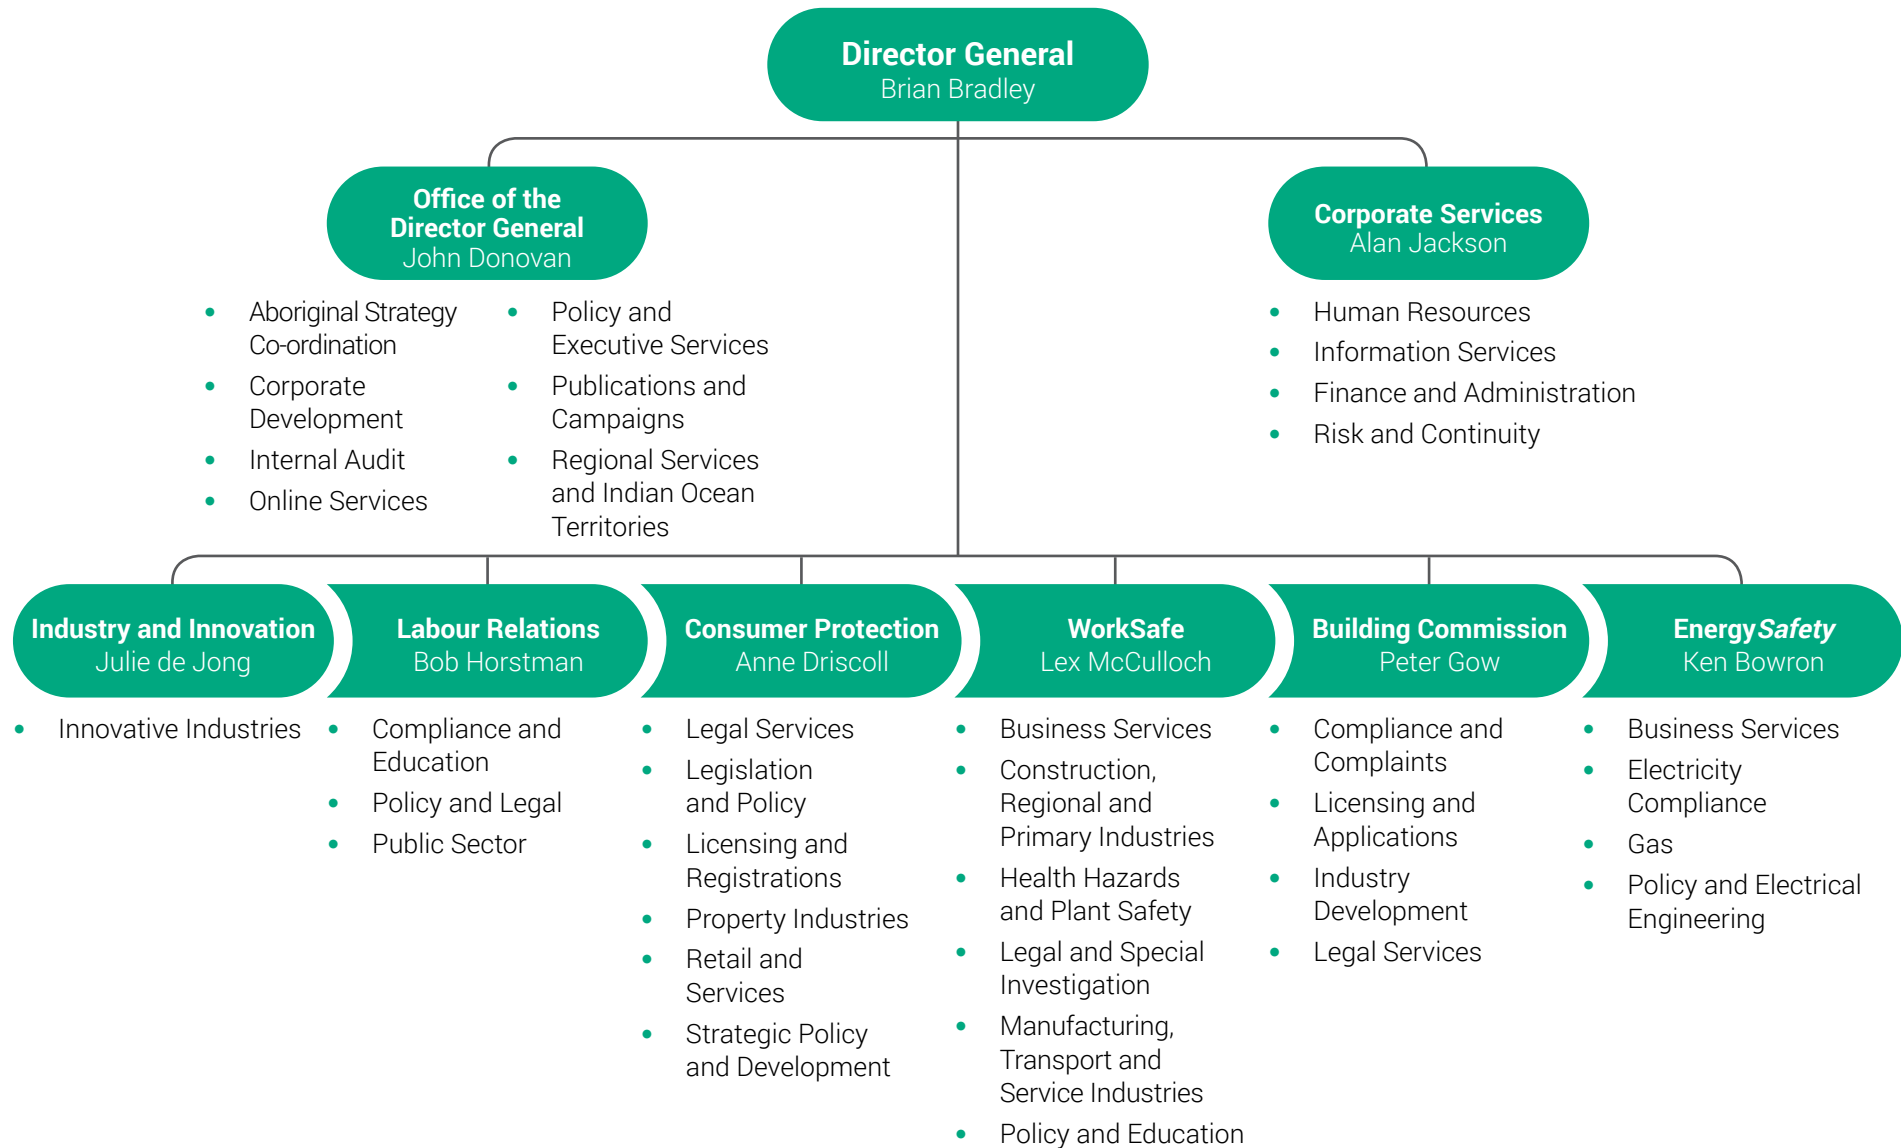 Director General
Brian Bradley
Office of the
Director General
John Donovan
Aboriginal Strategy
Co-ordination
Corporate
Development
Internal Audit
Online Services
Policy and
Executive Services
Publications and
Campaigns
Regional Services
and Indian Ocean
Territories
Corporate Services
Alan Jackson
Human Resources
Information Services
Finance and Administration
Risk and Continuity
Industry and Innovation
Julie de Jong
Innovative Industries
Labour Relations
Bob Horstman
Compliance and
Education
Policy and Legal
Public Sector
Consumer Protection
Anne Driscoll
Legal Services
Legislation
and Policy
Licensing and
Registrations
Property Industries
Retail and
Services
Strategic Policy
and Development
WorkSafe
Lex McCulloch
Business Services
Construction,
Regional and
Primary Industries
Health Hazards
and Plant Safety
Legal and Special
Investigation
Manufacturing,
Transport and
Service Industries
Policy and Education
Building Commission
Peter Gow
Compliance and
Complaints
Licensing and
Applications
Industry
Development
Legal Services
EnergySafety
Ken Bowron
Business Services
Electricity
Compliance
Gas
Policy and Electrical
Engineering